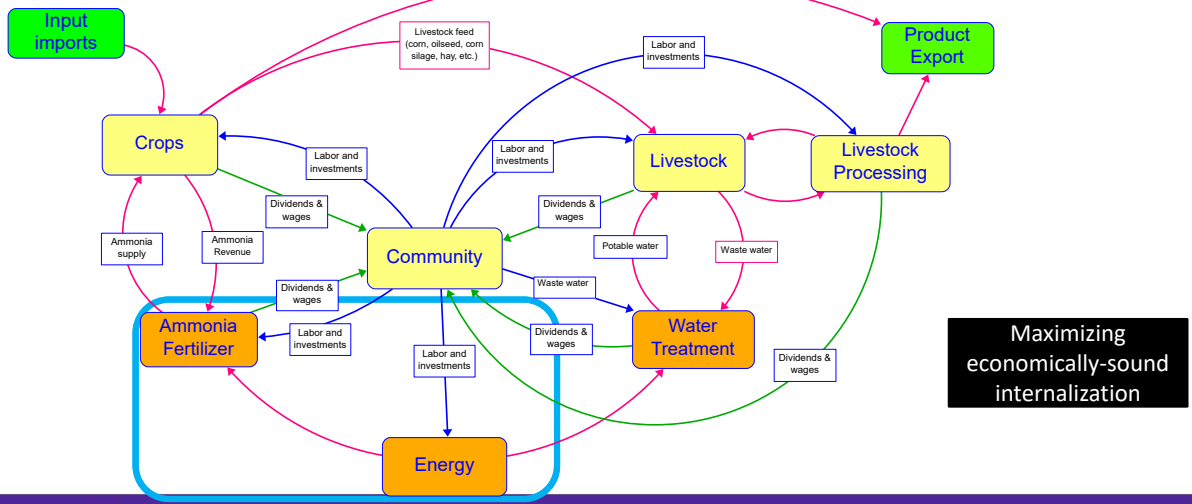 Input
imports
Livestock feed
(corn, oilseed, corn
silage, hay, etc.)
Labor and
investments
Product
Export
Crops
Labor and
investments
Labor and
investments
Livestock
Livestock
Processing
Dividends &
wages
Dividends &
wages
Ammonia
supply
Ammonia
Revenue
Community
Potable water
Waste water
Dividends &
wages
Waste water
Ammonia
Fertilizer
Labor and
investments
Dividends &
wages
Water
Treatment
Labor and
investments
Dividends &
wages
Maximizing
economically-sound
internalization
Energy